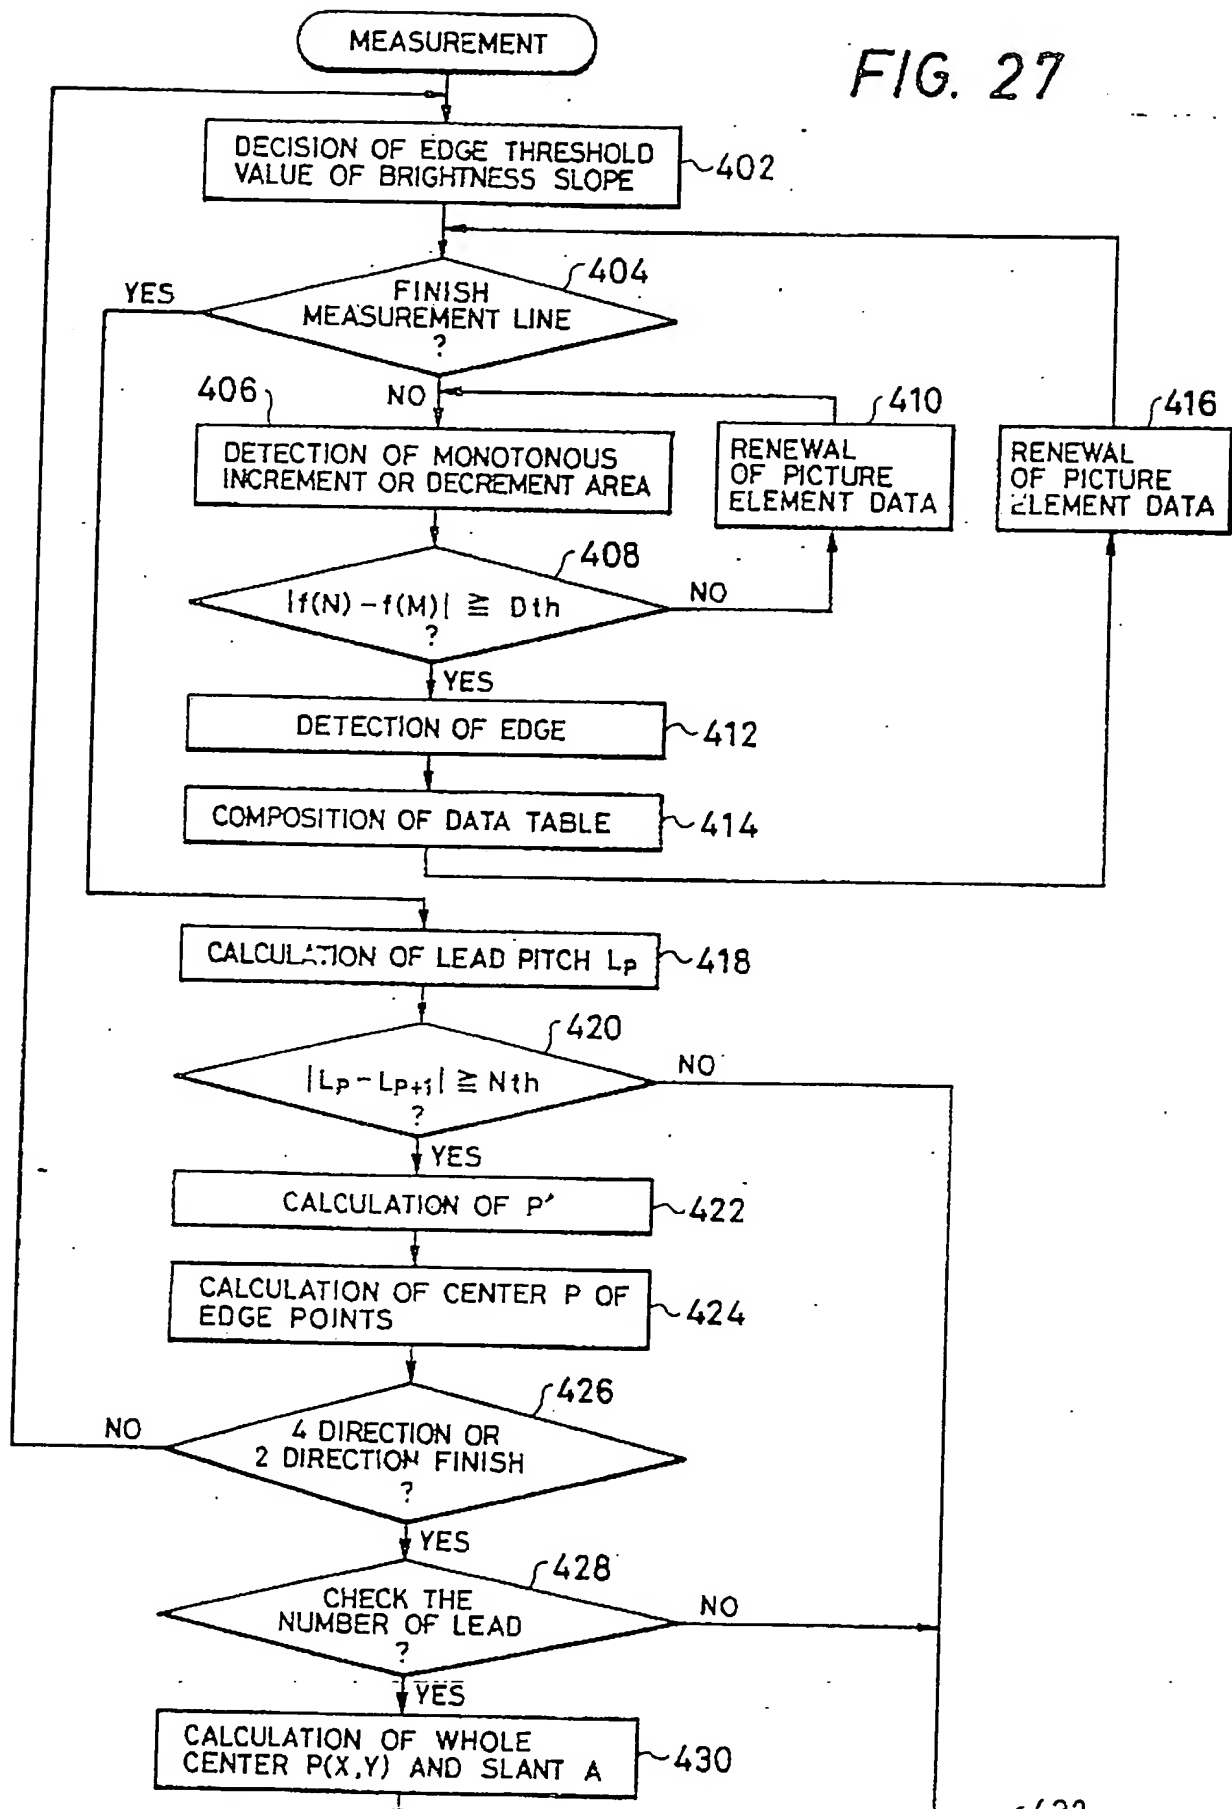 MEASUREMENT
FIG. 27
DECISION OF EDGE THRESHOLD
VALUE OF BRIGHTNESS SLOPE
402
404
YES
FINISH
MEASUREMENT LINE
?
406
NO
410
416
DETECTION OF MONOTONOUS
INCREMENT OR DECREMENT AREA
RENEWAL
OF PICTURE
ELEMENT DATA
RENEWAL
OF PICTURE
ELEMENT DATA
408
|f(N)-f(M)| ≧ Dth
?
NO
YES
DETECTION OF EDGE
412
COMPOSITION OF DATA TABLE
414
CALCULATION OF LEAD PITCH LP
418
420
|LP-LP+1| ≧ Nth
?
NO
YES
CALCULATION OF P'
422
CALCULATION OF CENTER P OF
EDGE POINTS
424
426
NO
4 DIRECTION OR
2 DIRECTION FINISH
?
YES
428
CHECK THE
NUMBER OF LEAD
?
NO
YES
CALCULATION OF WHOLE
CENTER P(X,Y) AND SLANT A
430